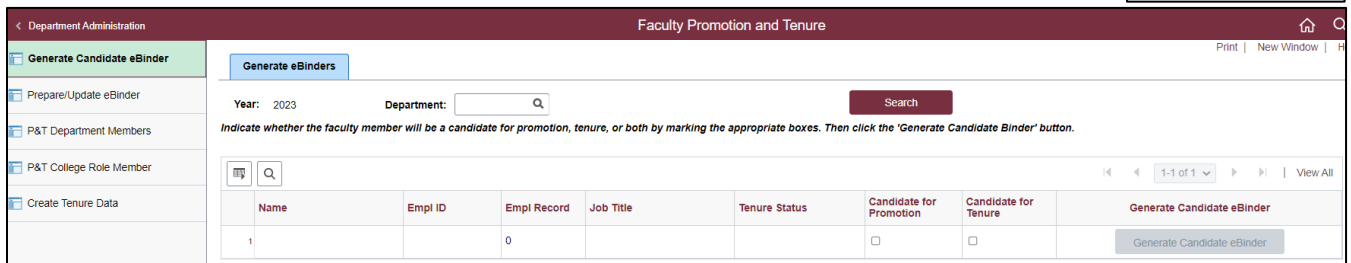 Department Administration
Faculty Promotion and Tenure
Print | New Window |
Generate Candidate eBinder
Generate eBinders
Prepare/Update eBinder
Year: 2023 Department: Search
Indicate whether the faculty member will be a candidate for promotion, tenure, or both by marking the appropriate boxes. Then click the 'Generate Candidate Binder' button.
P&T Department Members
P&T College Role Member
1-1 of 1 | View All
Create Tenure Data
Name Empl ID Empl Record Job Title Tenure Status Candidate for Promotion Candidate for Tenure Generate Candidate eBinder
1 0 Generate Candidate eBinder